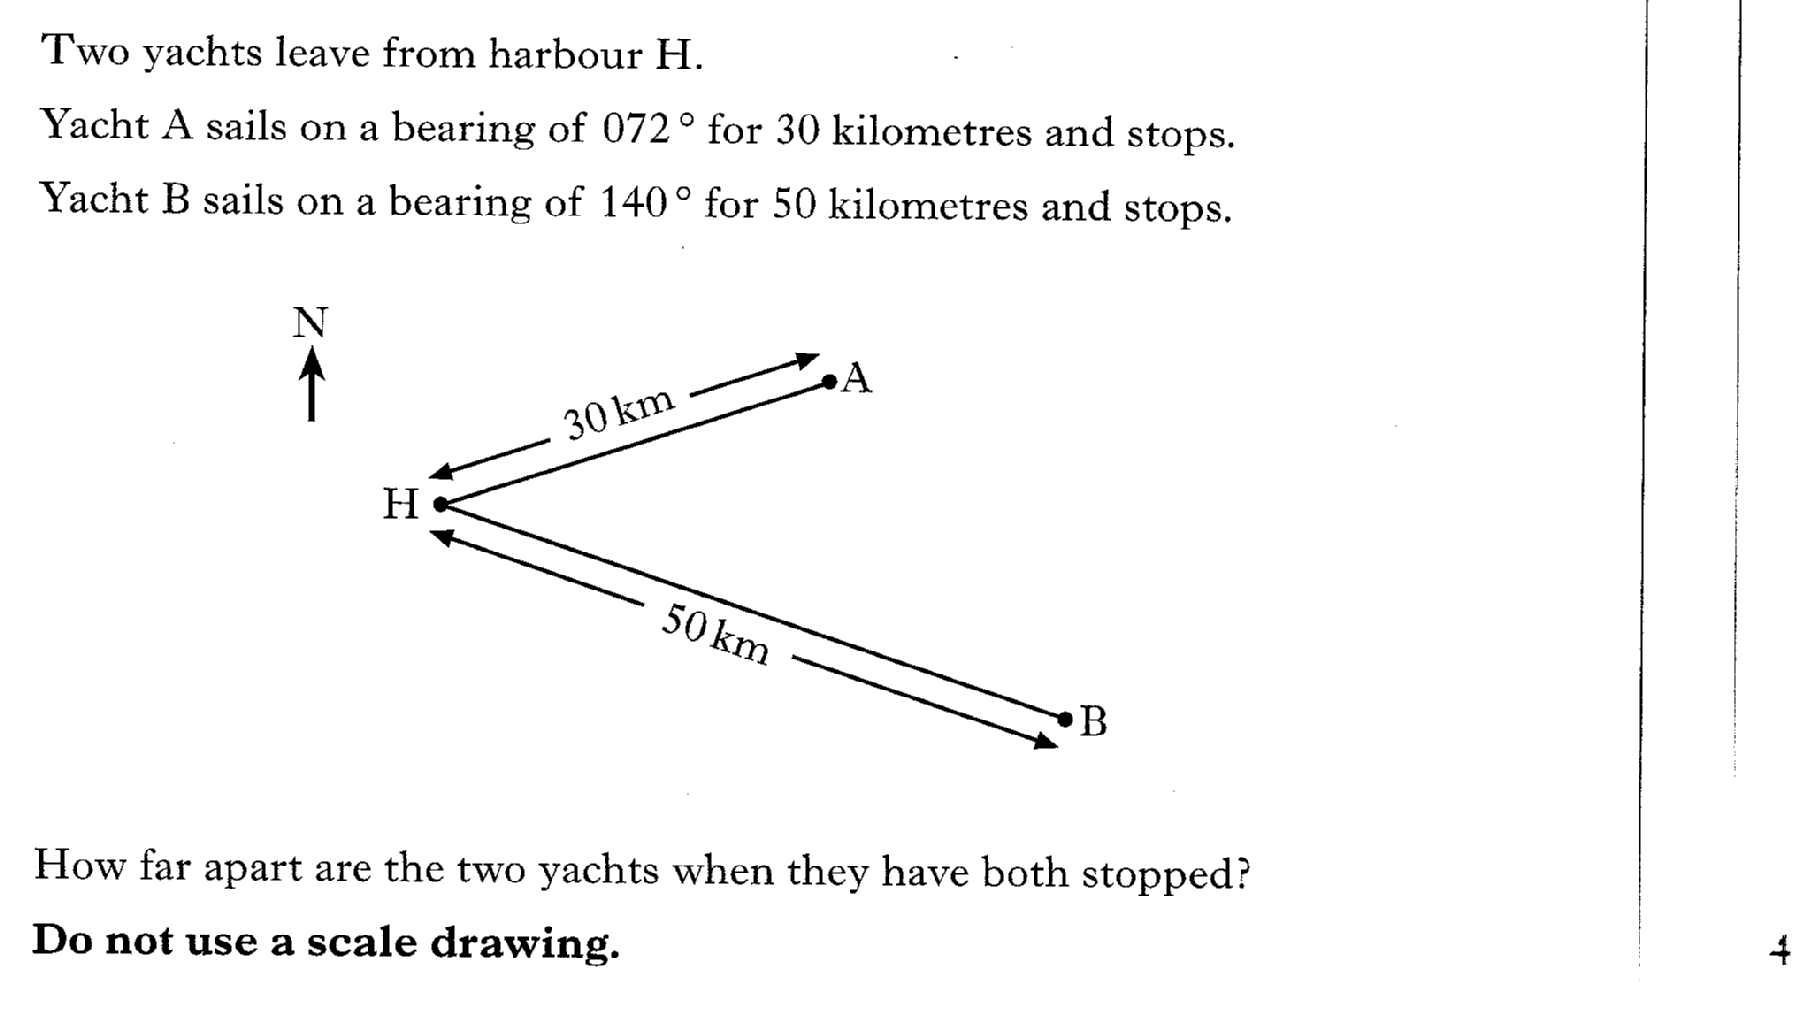 Two yachts leave from harbour H.
Yacht A sails on a bearing of 072° for 30 kilometres and stops.
Yacht B sails on a bearing of 140° for 50 kilometres and stops.
N
A
30 km
H
50 km
B
How far apart are the two yachts when they have both stopped?
Do not use a scale drawing.
4